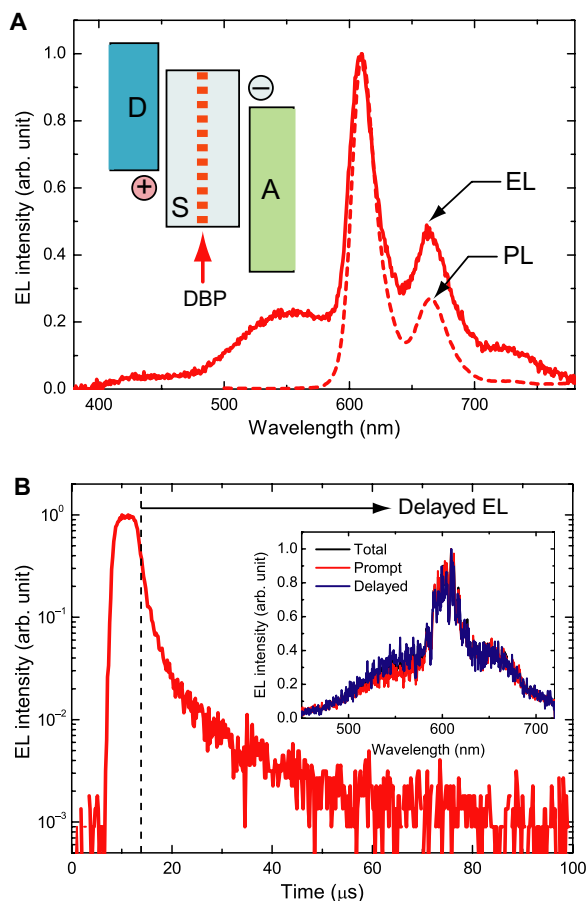 A
EL intensity (arb. unit)
1.0
0.8
0.6
0.4
0.2
0.0
D
S
A
+
−
DBP
EL
PL
400 500 600 700
Wavelength (nm)
B
EL intensity (arb. unit)
10⁰
10⁻¹
10⁻²
10⁻³
Delayed EL
EL intensity (arb. unit)
1.0
0.8
0.6
0.4
0.2
0.0
Total
Prompt
Delayed
500 600 700
Wavelength (nm)
0 20 40 60 80 100
Time (μs)